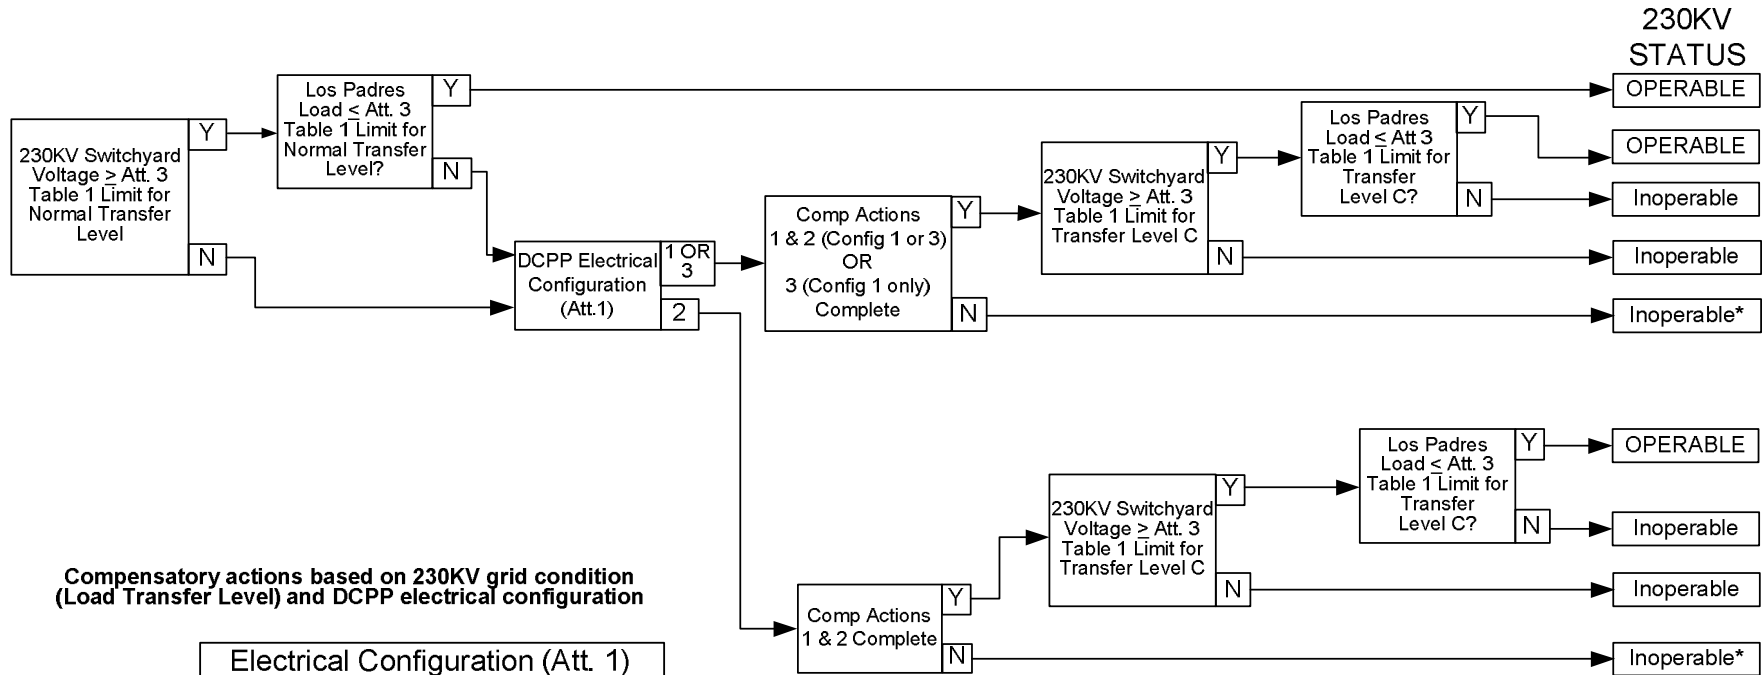 230KV
STATUS
Los Padres
Load ≤ Att. 3
Table 1 Limit for
Normal Transfer
Level?
Y
N
OPERABLE
230KV Switchyard
Voltage ≥ Att. 3
Table 1 Limit for
Normal Transfer
Level
Y
N
DCPP Electrical
Configuration
(Att.1)
1 OR
3
2
Comp Actions
1 & 2 (Config 1 or 3)
OR
3 (Config 1 only)
Complete
Y
N
230KV Switchyard
Voltage ≥ Att. 3
Table 1 Limit for
Transfer Level C
Y
N
Los Padres
Load ≤ Att 3
Table 1 Limit for
Transfer
Level C?
Y
N
OPERABLE
Inoperable
Inoperable
Inoperable*
Comp Actions
1 & 2 Complete
Y
N
230KV Switchyard
Voltage ≥ Att. 3
Table 1 Limit for
Transfer Level C
Y
N
Los Padres
Load ≤ Att. 3
Table 1 Limit for
Transfer
Level C?
Y
N
OPERABLE
Inoperable
Inoperable
Inoperable*
Compensatory actions based on 230KV grid condition
(Load Transfer Level) and DCPP electrical configuration
Electrical Configuration (Att. 1)